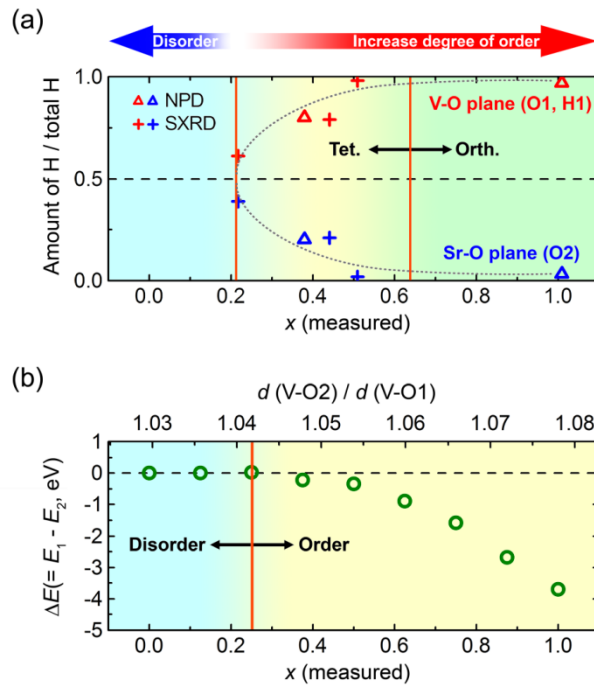 (a)
Disorder
Increase degree of order
1.0
0.5
0.0
Amount of H / total H
NPD
SXRD
V-O plane (O1, H1)
Tet.
Orth.
Sr-O plane (O2)
0.0 0.2 0.4 0.6 0.8 1.0
x (measured)
(b)
d (V-O2) / d (V-O1)
1.03 1.04 1.05 1.06 1.07 1.08
1
0
-1
-2
-3
-4
-5
ΔE(= E₁ - E₂, eV)
Disorder
Order
0.0 0.2 0.4 0.6 0.8 1.0
x (measured)